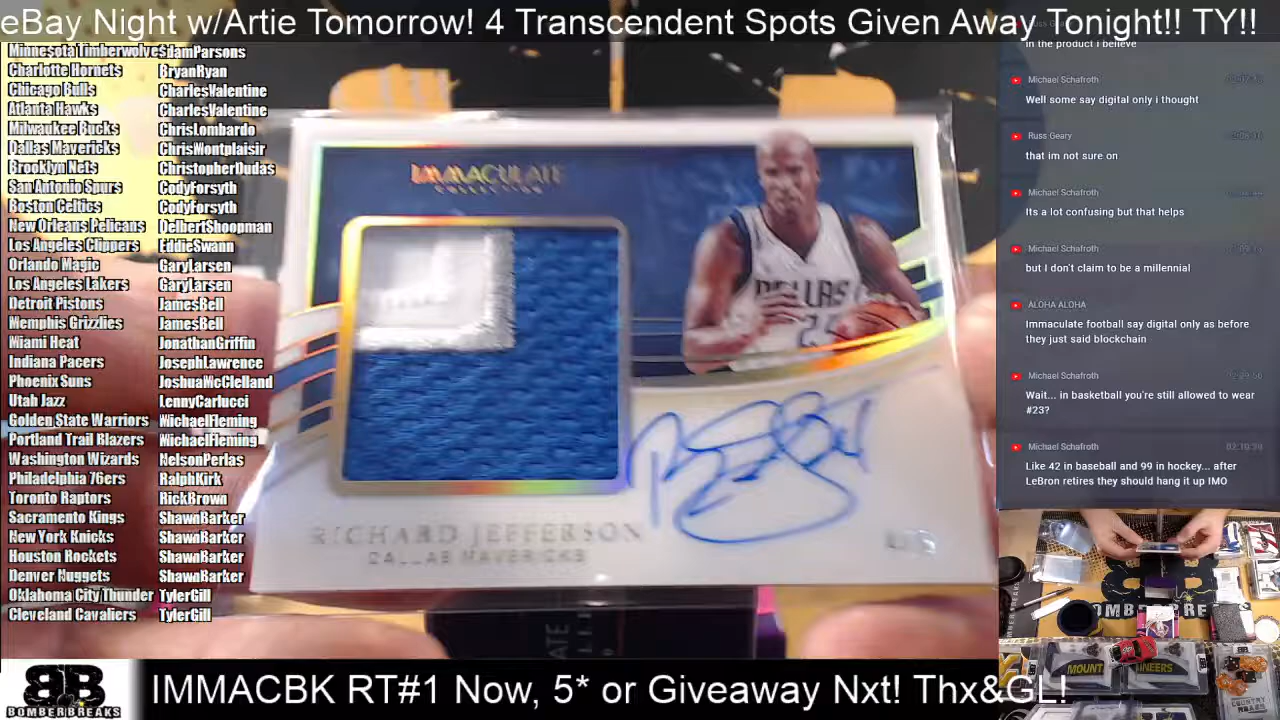 eBay Night w/Artie Tomorrow! 4 Transcendent Spots Given Away Tonight!! TY!!
Minnesota Timberwolves AdamParsons
Charlotte Hornets BryanRyan
Chicago Bulls CharlesValentine
Atlanta Hawks CharlesValentine
Milwaukee Bucks ChrisLombardo
Dallas Mavericks ChrisMontplaisir
Brooklyn Nets ChristopherDudas
San Antonio Spurs CodyForsyth
Boston Celtics CodyForsyth
New Orleans Pelicans DelbertShoopman
Los Angeles Clippers EddieSwann
Orlando Magic GaryLarsen
Los Angeles Lakers GaryLarsen
Detroit Pistons JamesBell
Memphis Grizzlies JamesBell
Miami Heat JonathanGriffin
Indiana Pacers JosephLawrence
Phoenix Suns JoshuaMcClelland
Utah Jazz LennyCarlucci
Golden State Warriors MichaelFleming
Portland Trail Blazers MichaelFleming
Washington Wizards NelsonPerlas
Philadelphia 76ers RalphKirk
Toronto Raptors RickBrown
Sacramento Kings ShawnBarker
New York Knicks ShawnBarker
Houston Rockets ShawnBarker
Denver Nuggets ShawnBarker
Oklahoma City Thunder TylerGill
Cleveland Cavaliers TylerGill
IMMACULATE
COLLECTION
DALLAS
RICHARD JEFFERSON
DALLAS MAVERICKS
Russ Geary
in the product i believe
Michael Schafroth
Well some say digital only i thought
Russ Geary
that im not sure on
Michael Schafroth
Its a lot confusing but that helps
Michael Schafroth
but I don't claim to be a millennial
ALOHA ALOHA
Immaculate football say digital only as before
they just said blockchain
Michael Schafroth
Wait... in basketball you're still allowed to wear
#23?
Michael Schafroth 02:10:39
Like 42 in baseball and 99 in hockey... after
LeBron retires they should hang it up IMO
BOMBERBREAKS
MOUNT
BB
BOMBERBREAKS
IMMACBK RT#1 Now, 5* or Giveaway Nxt! Thx&GL!